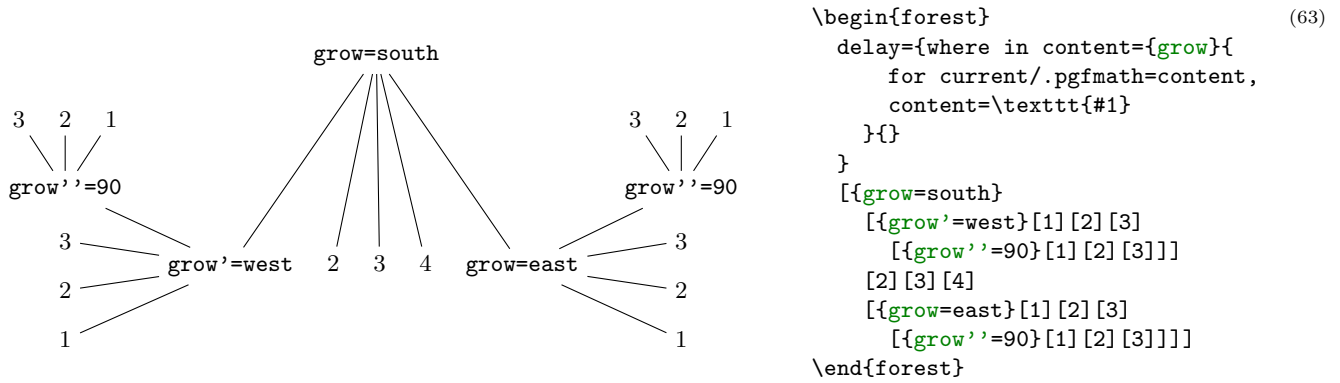 grow=south
3 2 1
grow''=90
3
2
1
grow'=west
2 3 4
grow=east
3 2 1
grow''=90
3
2
1
\begin{forest}
delay={where in content={grow}{
for current/.pgfmath=content,
content=\texttt{#1}
}{}
}
[{grow=south}
[{grow'=west}[1][2][3]
[{grow''=90}[1][2][3]]]
[2][3][4]
[{grow=east}[1][2][3]
[{grow''=90}[1][2][3]]]]
\end{forest}
(63)